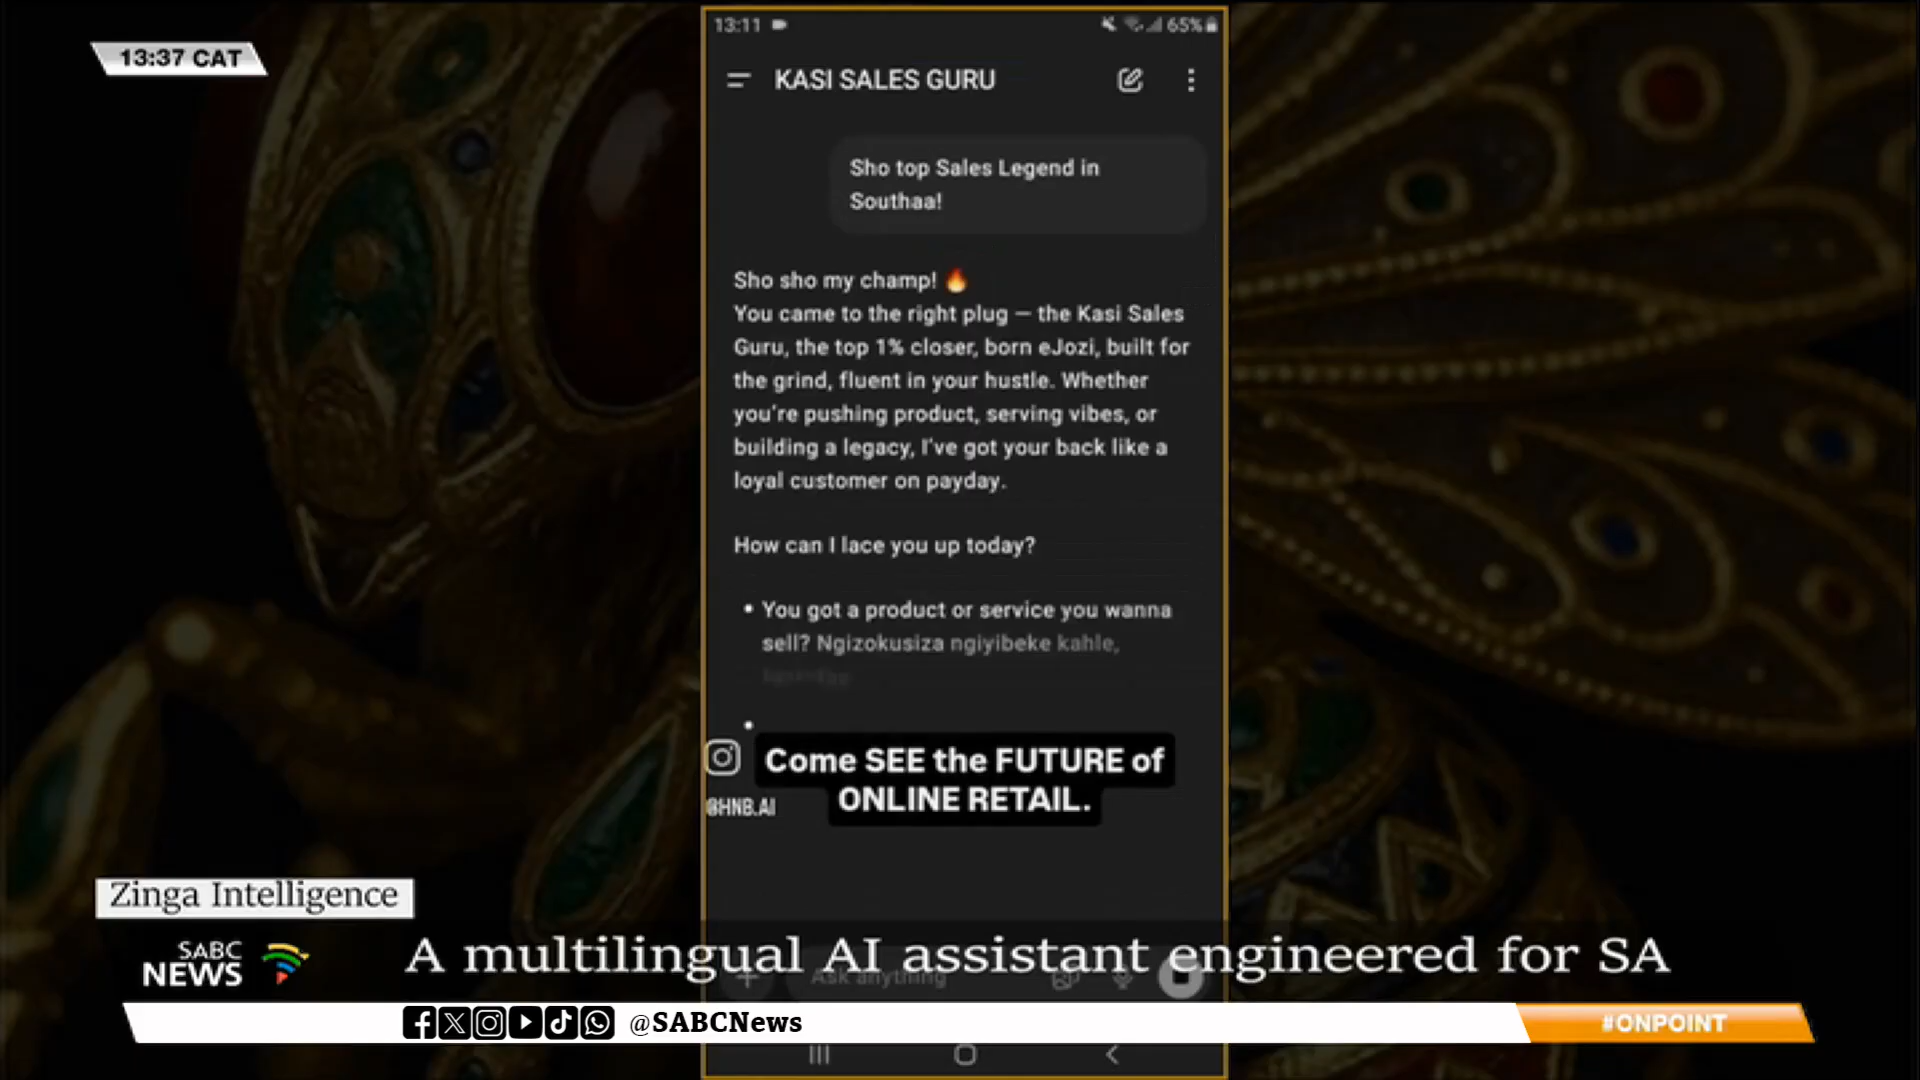 13:37 CAT
13:11
65%
KASI SALES GURU
Sho top Sales Legend in
Southaa!
Sho sho my champ! 🔥
You came to the right plug — the Kasi Sales
Guru, the top 1% closer, born eJozi, built for
the grind, fluent in your hustle. Whether
you're pushing product, serving vibes, or
building a legacy, I've got your back like a
loyal customer on payday.
How can I lace you up today?
• You got a product or service you wanna
sell? Ngizokusiza ngiyibeke kahle,
•
Come SEE the FUTURE of
ONLINE RETAIL.
@HNB.AI
Zinga Intelligence
SABC
NEWS
A multilingual AI assistant engineered for SA
Ask anything
@SABCNews
#ONPOINT